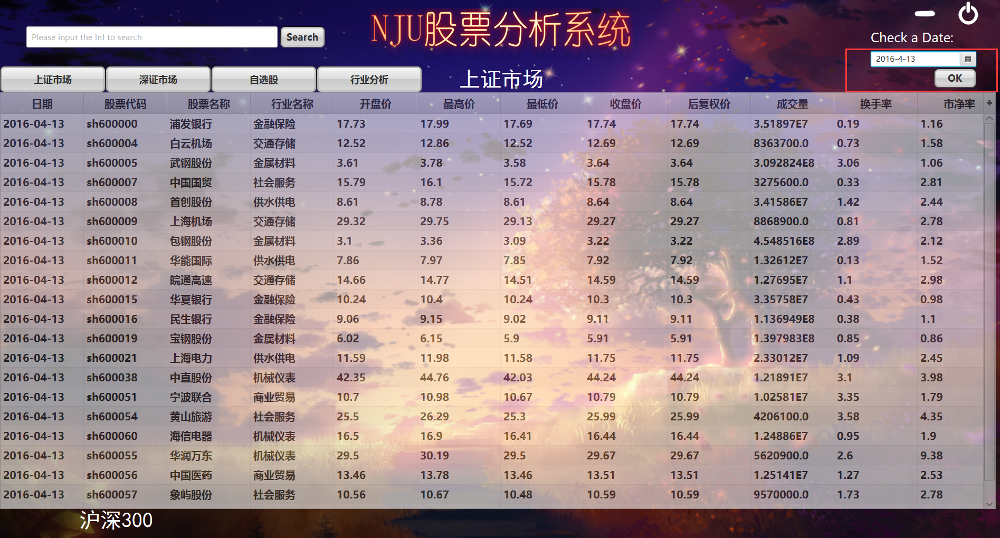 NJU股票分析系统
Please input the Inf to search Search
Check a Date:
2016-4-13
OK
上证市场 深证市场 自选股 行业分析 上证市场
日期 股票代码 股票名称 行业名称 开盘价 最高价 最低价 收盘价 后复权价 成交量 换手率 市净率 +
2016-04-13 sh600000 浦发银行 金融保险 17.73 17.99 17.69 17.74 17.74 3.51897E7 0.19 1.16
2016-04-13 sh600004 白云机场 交通存储 12.52 12.86 12.52 12.69 12.69 8363700.0 0.73 1.58
2016-04-13 sh600005 武钢股份 金属材料 3.61 3.78 3.58 3.64 3.64 3.092824E8 3.06 1.06
2016-04-13 sh600007 中国国贸 社会服务 15.79 16.1 15.72 15.78 15.78 3275600.0 0.33 2.81
2016-04-13 sh600008 首创股份 供水供电 8.61 8.78 8.61 8.64 8.64 3.41586E7 1.42 2.44
2016-04-13 sh600009 上海机场 交通存储 29.32 29.75 29.13 29.27 29.27 8868900.0 0.81 2.78
2016-04-13 sh600010 包钢股份 金属材料 3.1 3.36 3.09 3.22 3.22 4.548516E8 2.89 2.12
2016-04-13 sh600011 华能国际 供水供电 7.86 7.97 7.85 7.92 7.92 1.32612E7 0.13 1.52
2016-04-13 sh600012 皖通高速 交通存储 14.66 14.77 14.51 14.59 14.59 1.27695E7 1.1 2.98
2016-04-13 sh600015 华夏银行 金融保险 10.24 10.4 10.24 10.3 10.3 3.35758E7 0.43 0.98
2016-04-13 sh600016 民生银行 金融保险 9.06 9.15 9.02 9.11 9.11 1.136949E8 0.38 1.1
2016-04-13 sh600019 宝钢股份 金属材料 6.02 6.15 5.9 5.91 5.91 1.397983E8 0.85 0.86
2016-04-13 sh600021 上海电力 供水供电 11.59 11.98 11.58 11.75 11.75 2.33012E7 1.09 2.45
2016-04-13 sh600038 中直股份 机械仪表 42.35 44.76 42.03 44.24 44.24 1.21891E7 3.1 3.98
2016-04-13 sh600051 宁波联合 商业贸易 10.7 10.98 10.67 10.79 10.79 1.02581E7 3.35 1.79
2016-04-13 sh600054 黄山旅游 社会服务 25.5 26.29 25.3 25.99 25.99 4206100.0 3.58 4.35
2016-04-13 sh600060 海信电器 机械仪表 16.5 16.9 16.41 16.44 16.44 1.24886E7 0.95 1.9
2016-04-13 sh600055 华润万东 机械仪表 29.5 30.19 29.5 29.67 29.67 5620900.0 2.6 9.38
2016-04-13 sh600056 中国医药 商业贸易 13.46 13.78 13.46 13.51 13.51 1.25141E7 1.27 2.53
2016-04-13 sh600057 象屿股份 社会服务 10.56 10.67 10.48 10.59 10.59 9570000.0 1.73 2.78
沪深300